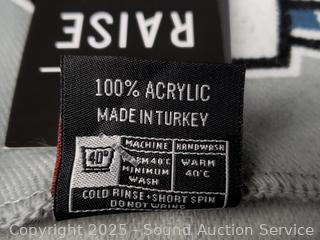 RAISE
100% ACRYLIC
MADE IN TURKEY
40°
MACHINE
HANDWASH
40°C
MINIMUM
WASH
WARM
40°C
COLD RINSE • SHORT SPIN
DO NOT WRING
Copyright 2025 - Sound Auction Service